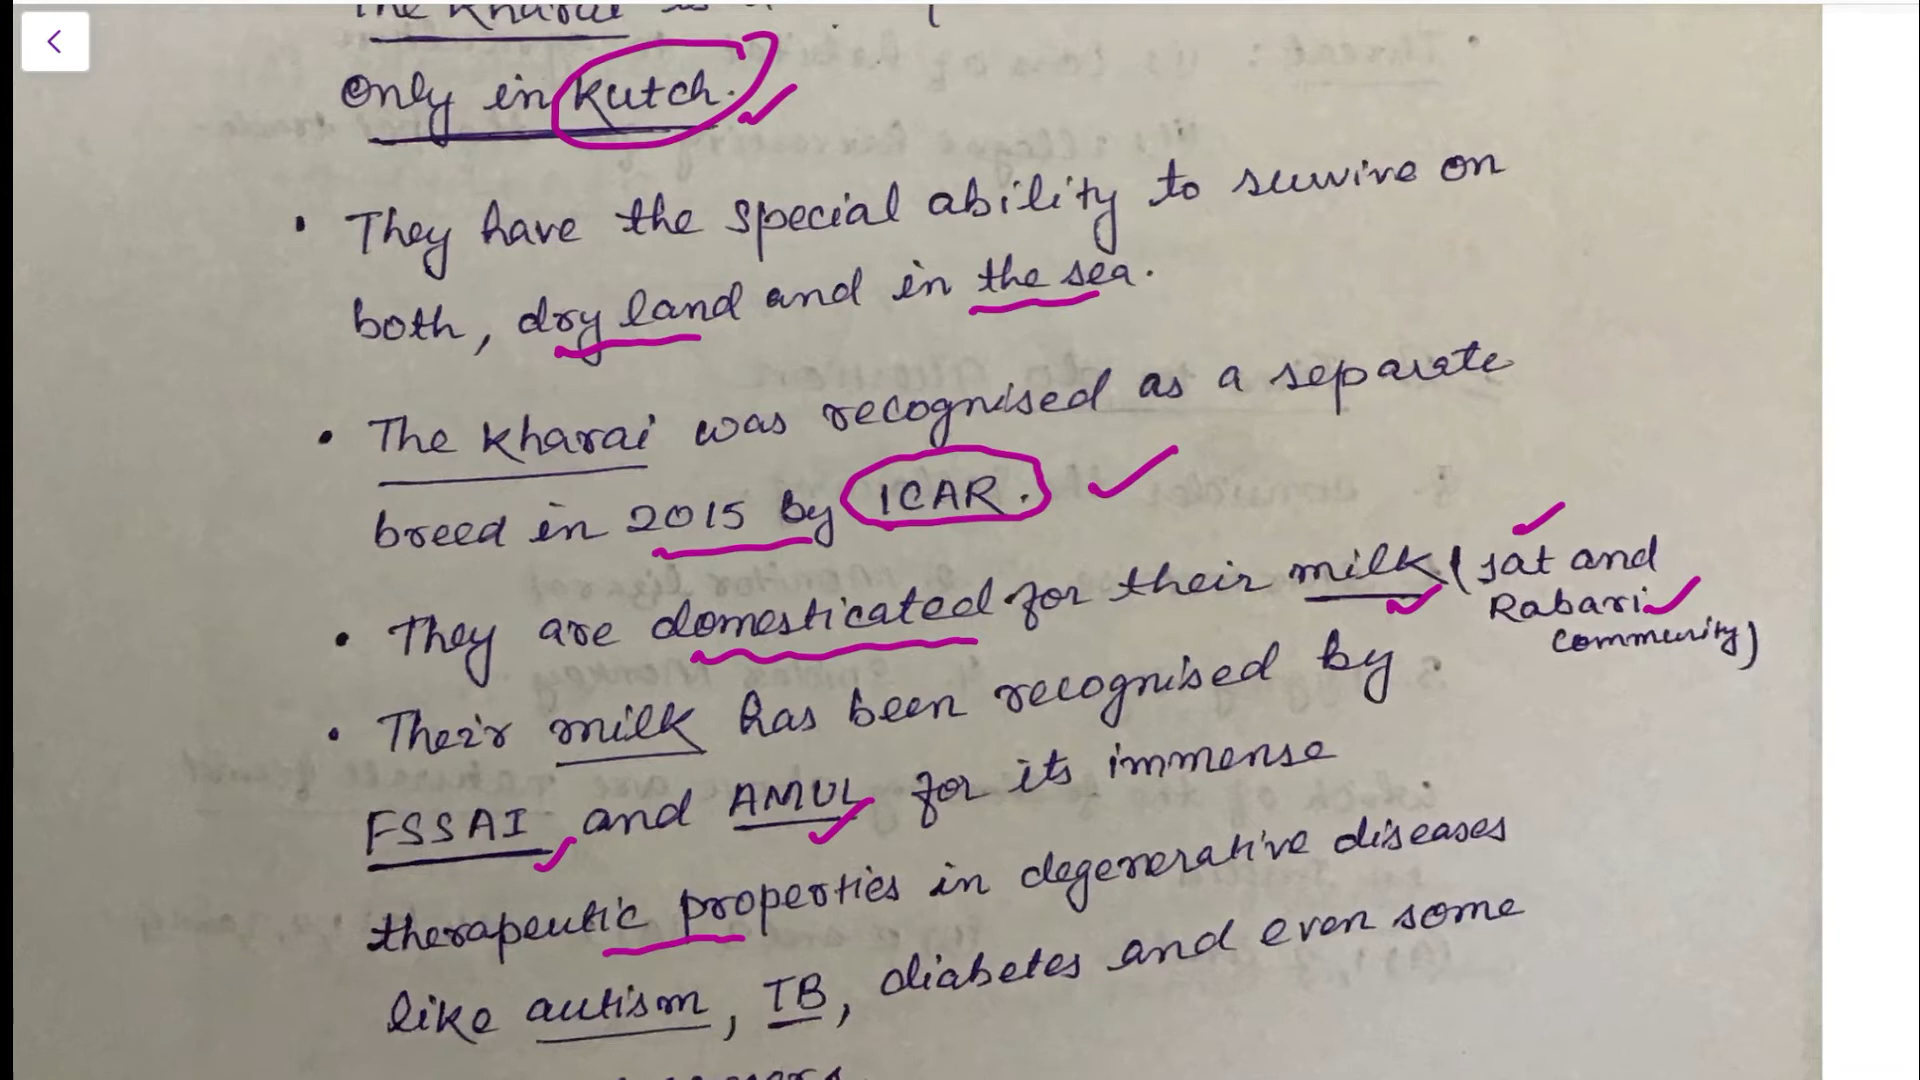 The Kharai is
only in Kutch.
• They have the special ability to survive on
both, dry land and in the sea.
• The Kharai was recognised as a separate
breed in 2015 by ICAR.
• They are domesticated for their milk (Jat and
Rabari
community)
• Their milk has been recognised by
FSSAI and AMUL for its immense
therapeutic properties in degenerative diseases
like autism, TB, diabetes and even some